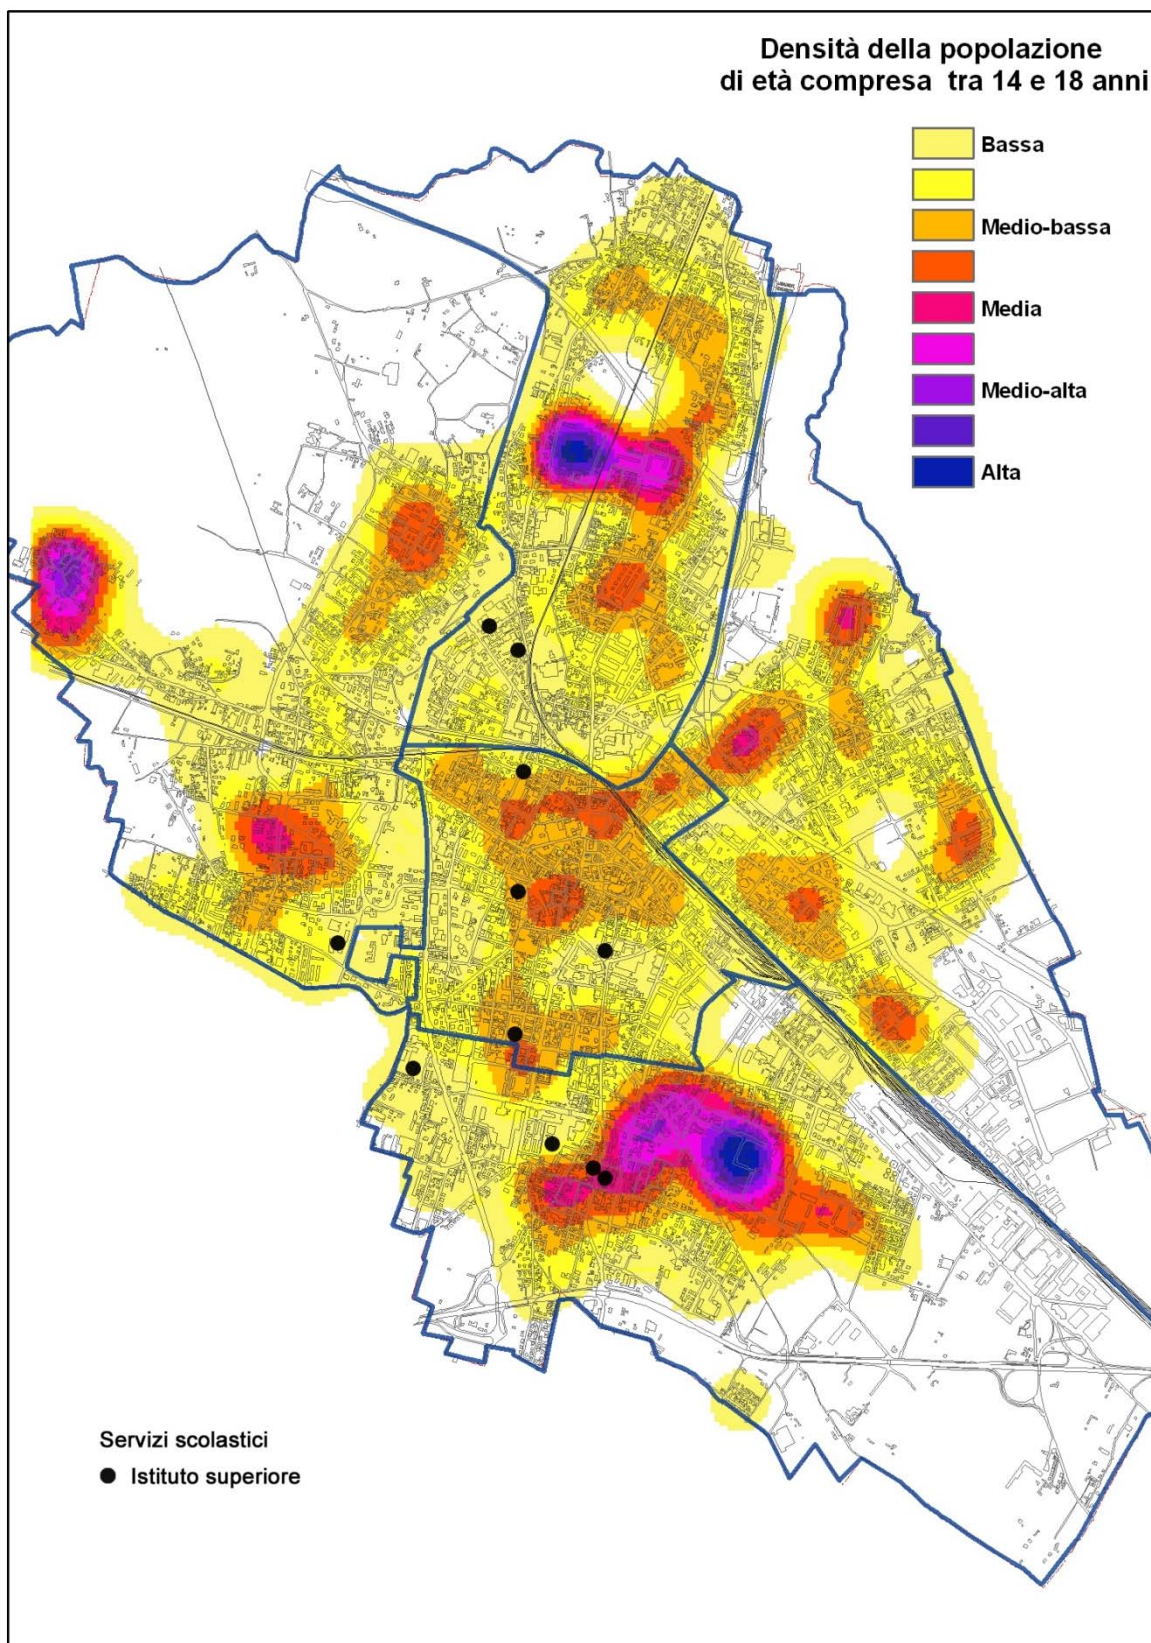 Densità della popolazione
di età compresa tra 14 e 18 anni
Bassa
Medio-bassa
Media
Medio-alta
Alta
Servizi scolastici
Istituto superiore